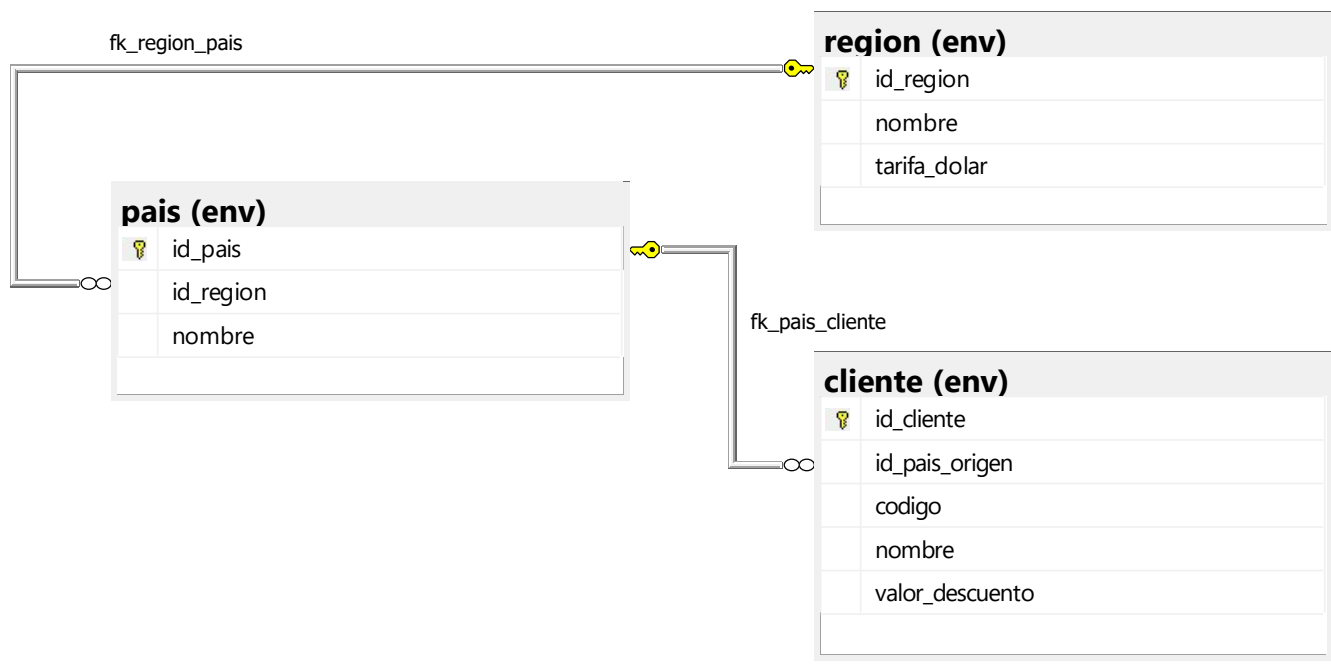 fk_region_pais
region (env)
id_region
nombre
tarifa_dolar
pais (env)
id_pais
id_region
nombre
fk_pais_cliente
cliente (env)
id_cliente
id_pais_origen
codigo
nombre
valor_descuento